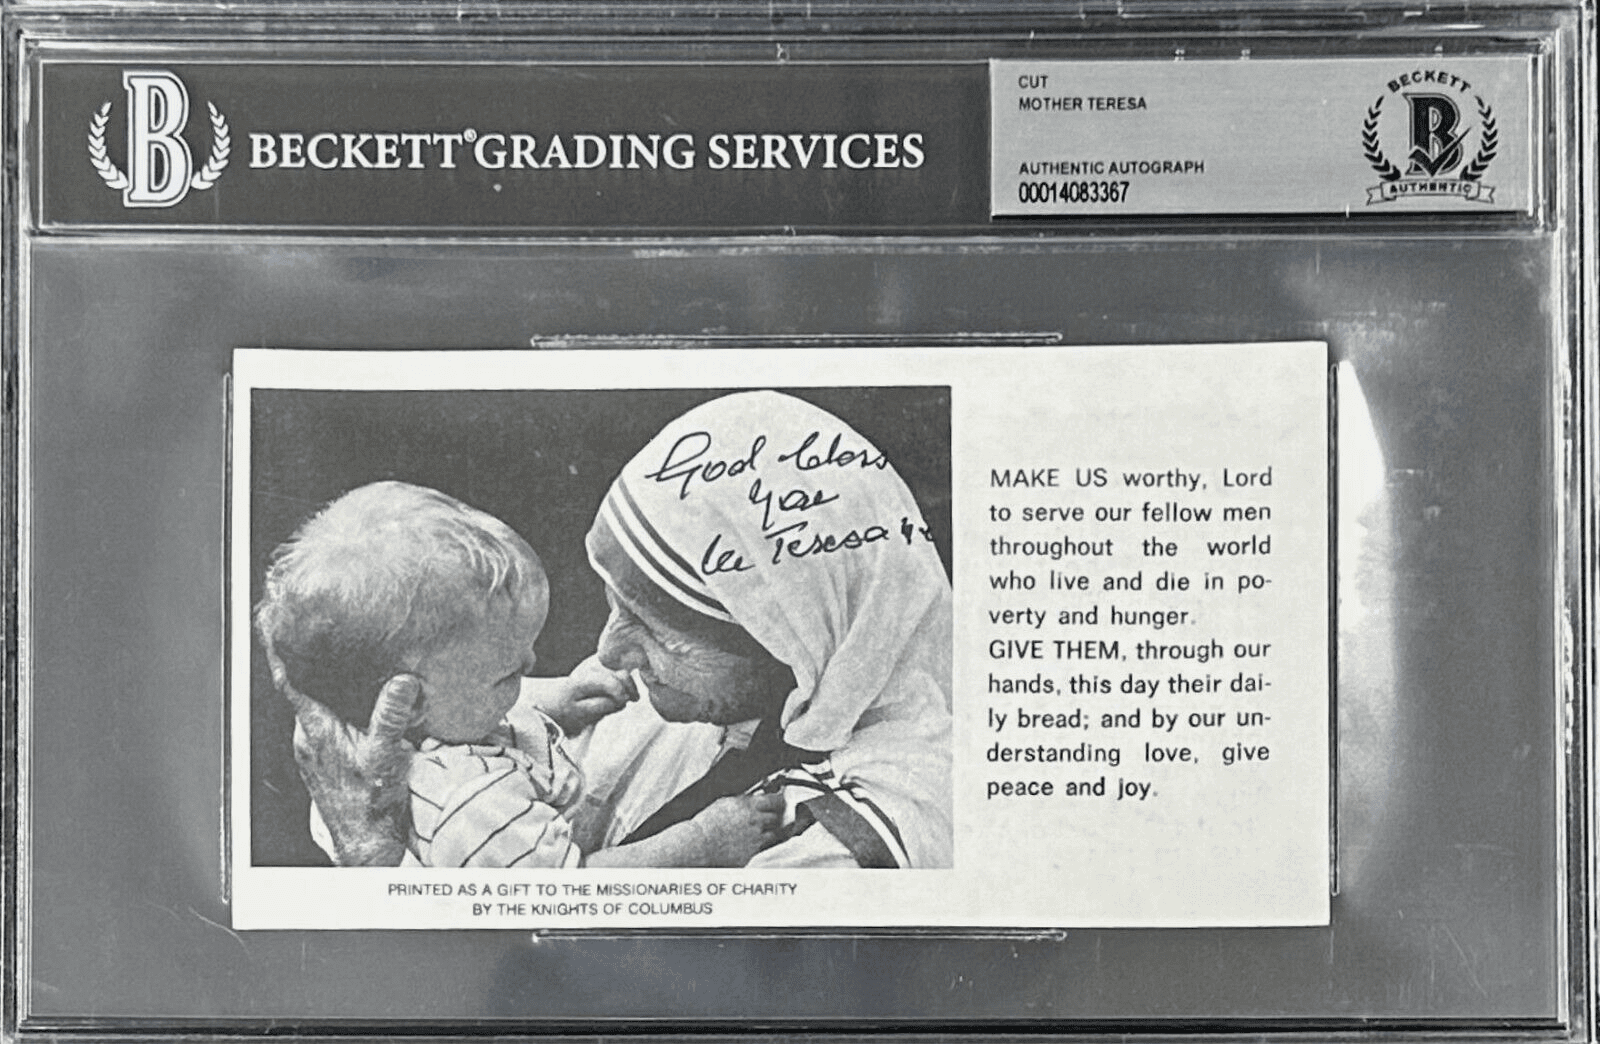 B
BECKETT® GRADING SERVICES
CUT
MOTHER TERESA
AUTHENTIC AUTOGRAPH
00014083367
BECKETT
B
AUTHENTIC
God bless
you
Teresa
MAKE US worthy, Lord
to serve our fellow men
throughout the world
who live and die in po-
verty and hunger.
GIVE THEM, through our
hands, this day their dai-
ly bread; and by our un-
derstanding love, give
peace and joy.
PRINTED AS A GIFT TO THE MISSIONARIES OF CHARITY
BY THE KNIGHTS OF COLUMBUS